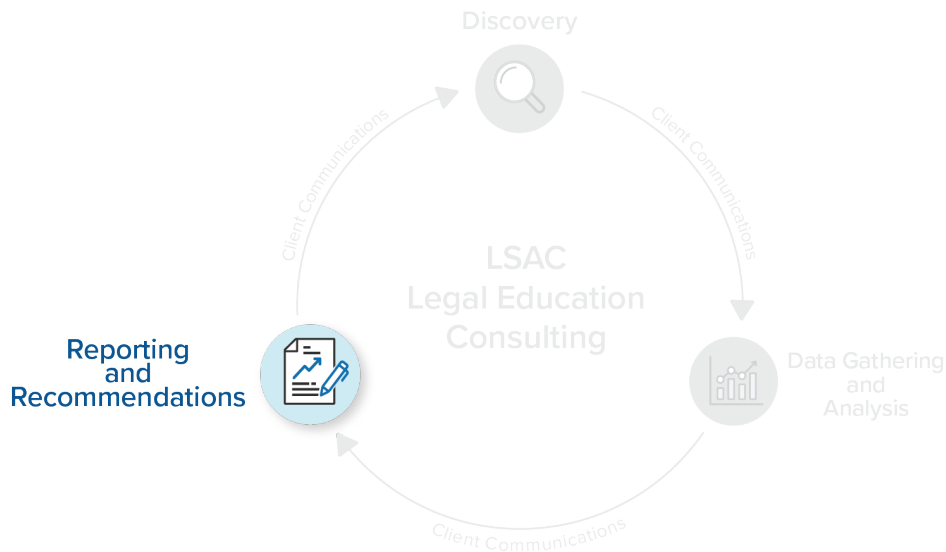 Discovery
Client Communications
Client Communications
LSAC
Legal Education
Consulting
Reporting
and
Recommendations
Data Gathering
and
Analysis
Client Communications